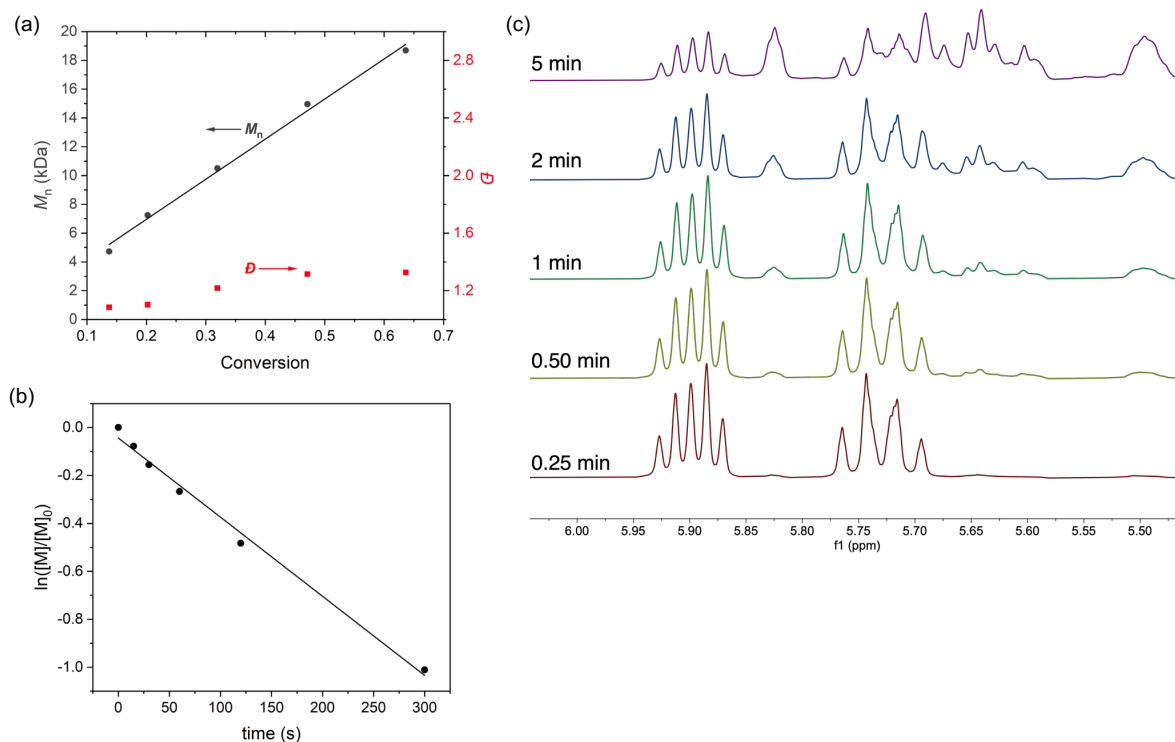 (a)
20
18
16
14
12
10
8
6
4
2
0
Mn (kDa)
Mn
Đ
2.8
2.4
2.0
1.6
1.2
Đ
0.1 0.2 0.3 0.4 0.5 0.6 0.7
Conversion
(b)
0.0
-0.2
-0.4
-0.6
-0.8
-1.0
ln([M]/[M]0)
0 50 100 150 200 250 300
time (s)
(c)
5 min
2 min
1 min
0.50 min
0.25 min
6.00 5.95 5.90 5.85 5.80 5.75 5.70 5.65 5.60 5.55 5.50
f1 (ppm)